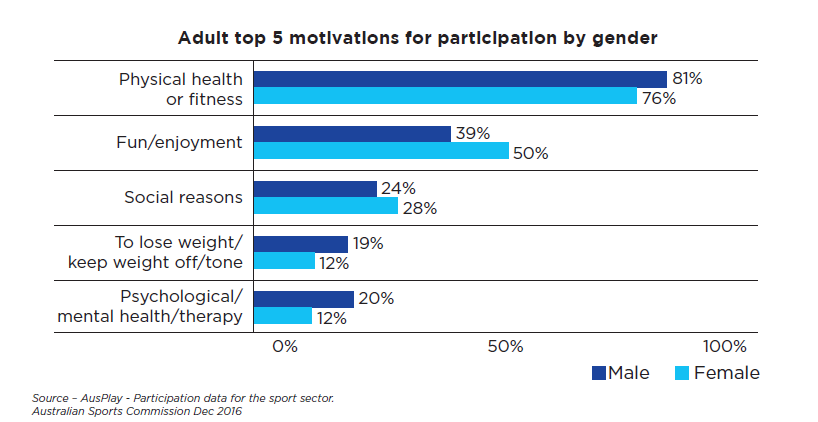 Adult top 5 motivations for participation by gender
Physical health
or fitness
81%
76%
Fun/enjoyment
39%
50%
Social reasons
24%
28%
To lose weight/
keep weight off/tone
19%
12%
Psychological/
mental health/therapy
20%
12%
0% 50% 100%
Male Female
Source – AusPlay - Participation data for the sport sector.
Australian Sports Commission Dec 2016